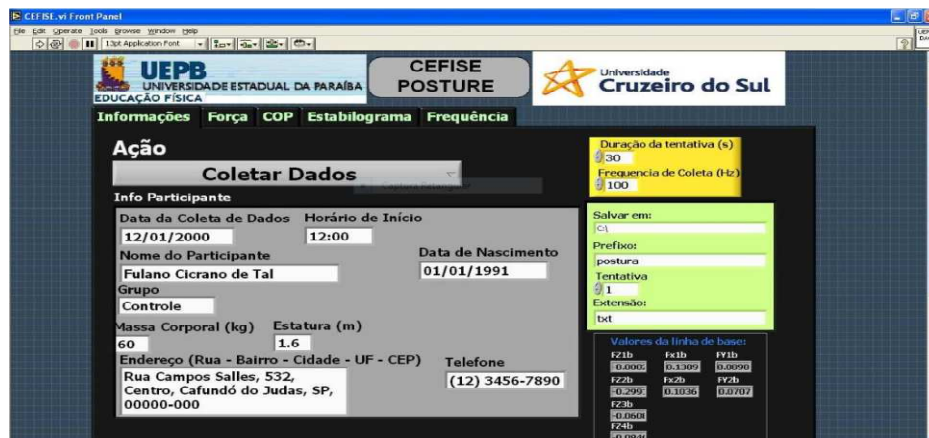 CEFISE.vi Front Panel
File Edit Operate Tools Browse Window Help
13pt Application Font
UEPB
UNIVERSIDADE ESTADUAL DA PARAÍBA
EDUCAÇÃO FÍSICA
CEFISE
POSTURE
Universidade
Cruzeiro do Sul
Informações Força COP Estabilograma Frequência
Ação
Coletar Dados
Info Participante
Data da Coleta de Dados Horário de Início
12/01/2000 12:00
Nome do Participante Data de Nascimento
Fulano Cicrano de Tal 01/01/1991
Grupo
Controle
Massa Corporal (kg) Estatura (m)
60 1.6
Endereço (Rua - Bairro - Cidade - UF - CEP) Telefone
Rua Campos Salles, 532,
Centro, Cafundó do Judas, SP,
00000-000
(12) 3456-7890
Duração da tentativa (s)
30
Frequencia de Coleta (Hz)
100
Salvar em:
C:\
Prefixo:
postura
Tentativa
1
Extensão:
txt
Valores da linha de base:
FZ1b Fx1b FY1b
0.1309 0.0090
FZ2b Fx2b FY2b
0.1036 0.0707
FZ3b
FZ4b